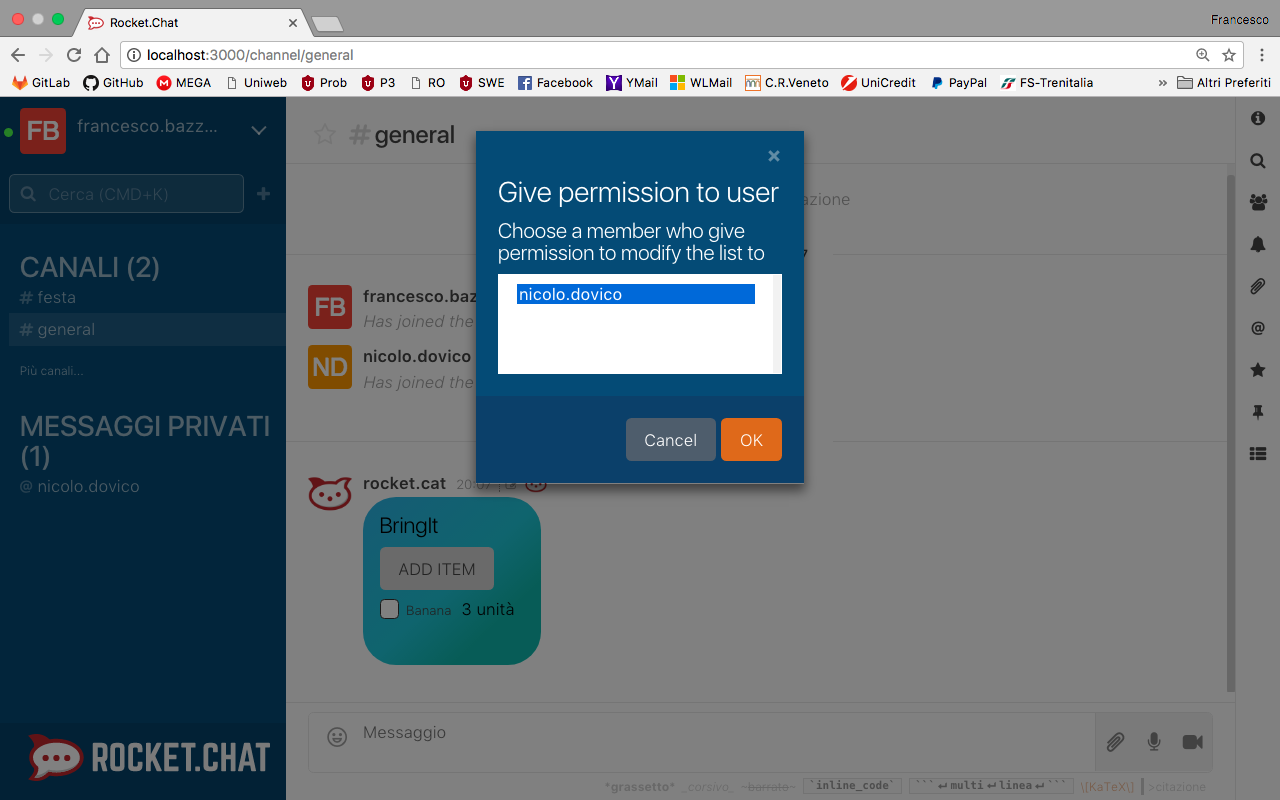 Rocket.Chat
Francesco
localhost:3000/channel/general
GitLab GitHub MEGA Uniweb Prob P3 RO SWE Facebook YMail WLMail C.R.Veneto UniCredit PayPal FS-Trenitalia » Altri Preferiti
FB francesco.bazz...
Cerca (CMD+K)
CANALI (2)
# festa
# general
Più canali...
MESSAGGI PRIVATI
(1)
@ nicolo.dovico
ROCKET.CHAT
#general
Give permission to user
Choose a member who give
permission to modify the list to
nicolo.dovico
Cancel OK
FB francesco.baz
Has joined the
ND nicolo.dovico
Has joined the
rocket.cat 20:07
BringIt
ADD ITEM
Banana 3 unità
Messaggio
*grassetto* _corsivo_ ~barrato~ `inline_code` ```↵multi↵linea↵``` \[KaTeX\] >citazione